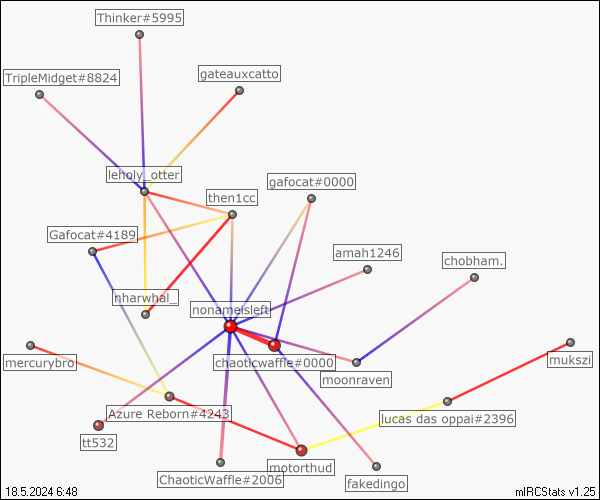 Thinker#5995
TripleMidget#8824
gateauxcatto
leholy_otter
gafocat#0000
then1cc
Gafocat#4189
amah1246
chobham.
nharwhal_
nonameisleft
mercurybro
chaoticwaffle#0000
mukszi
moonraven
Azure Reborn#4243
lucas das oppai#2396
tt532
motorthud
ChaoticWaffle#2006
fakedingo
18.5.2024 6:48
mIRCStats v1.25